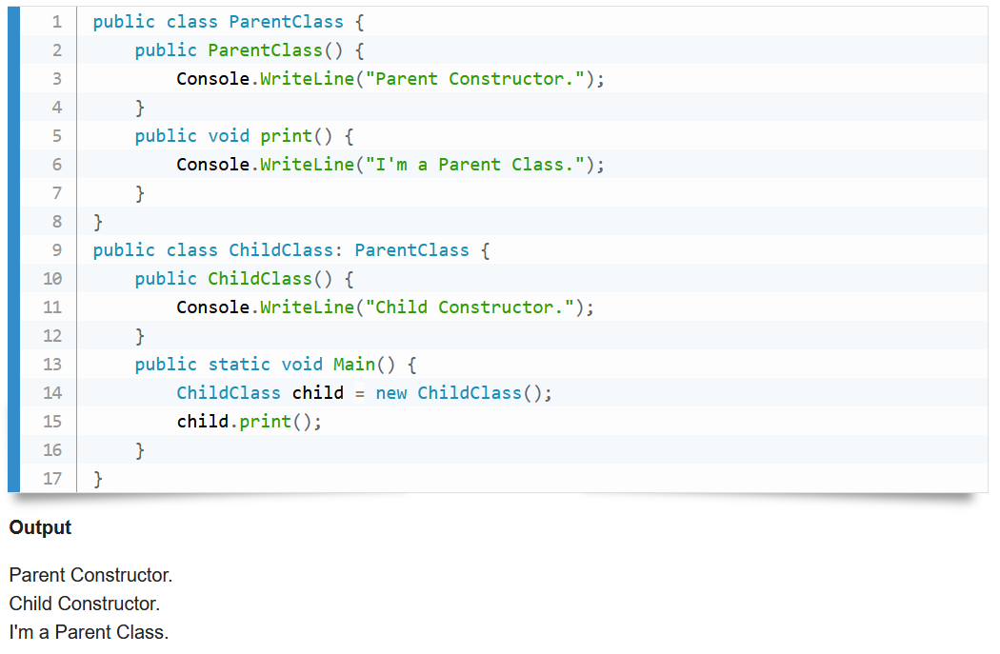 1 public class ParentClass {
2     public ParentClass() {
3         Console.WriteLine("Parent Constructor.");
4     }
5     public void print() {
6         Console.WriteLine("I'm a Parent Class.");
7     }
8 }
9 public class ChildClass: ParentClass {
10     public ChildClass() {
11         Console.WriteLine("Child Constructor.");
12     }
13     public static void Main() {
14         ChildClass child = new ChildClass();
15         child.print();
16     }
17 }
Output
Parent Constructor.
Child Constructor.
I'm a Parent Class.